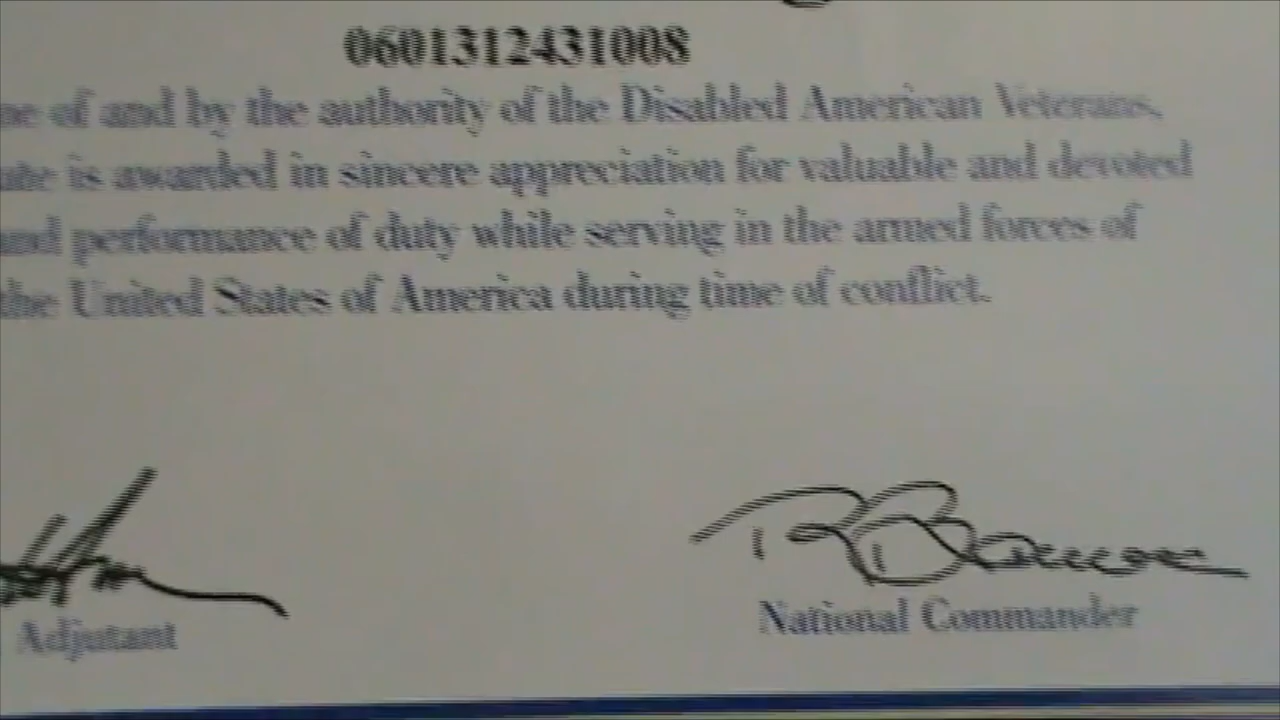 0601312431008
me of and by the authority of the Disabled American Veterans,
ate is awarded in sincere appreciation for valuable and devoted
and performance of duty while serving in the armed forces of
the United States of America during time of conflict.
Adjutant
National Commander